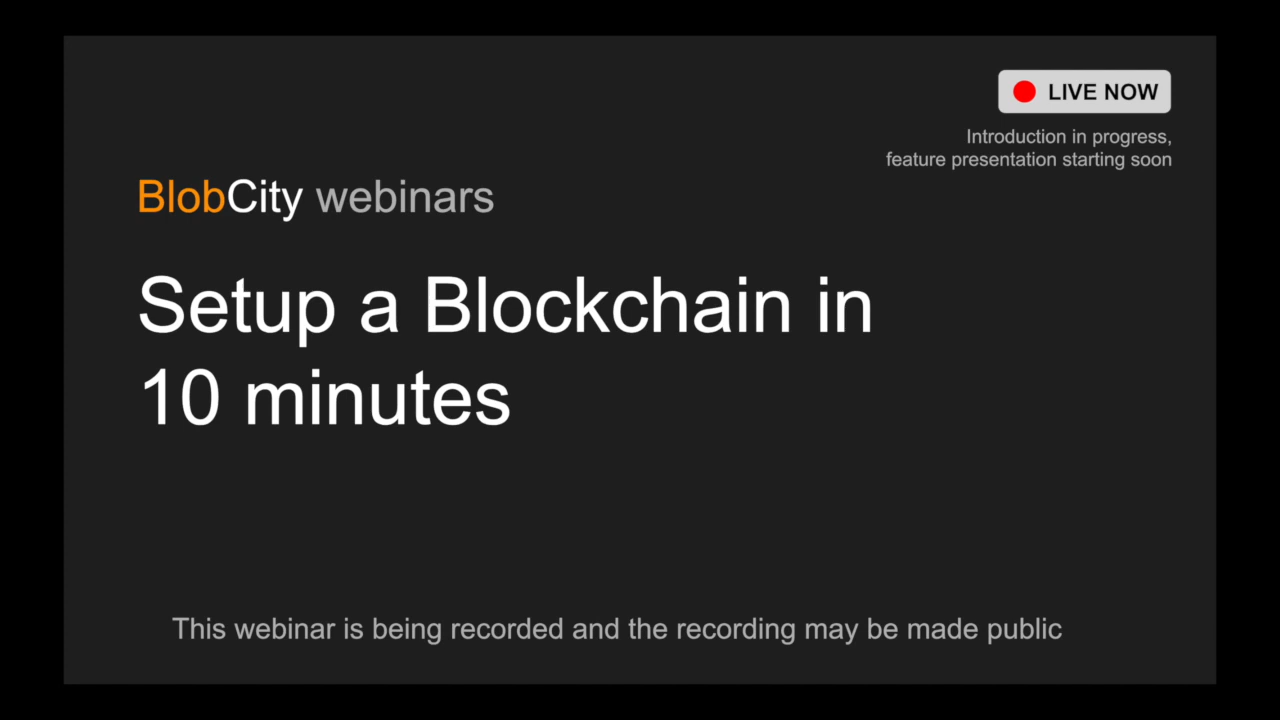 LIVE NOW
Introduction in progress,
feature presentation starting soon
BlobCity webinars
Setup a Blockchain in
10 minutes
This webinar is being recorded and the recording may be made public